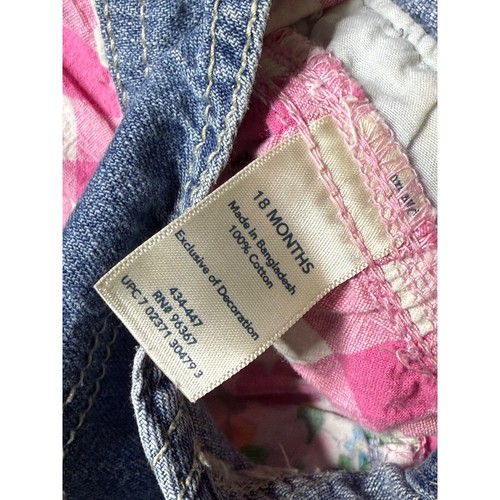 18 MONTHS
Made in Bangladesh
100% Cotton
Exclusive of Decoration
434-447
RN# 96367
UPC 7 02371 30479 3